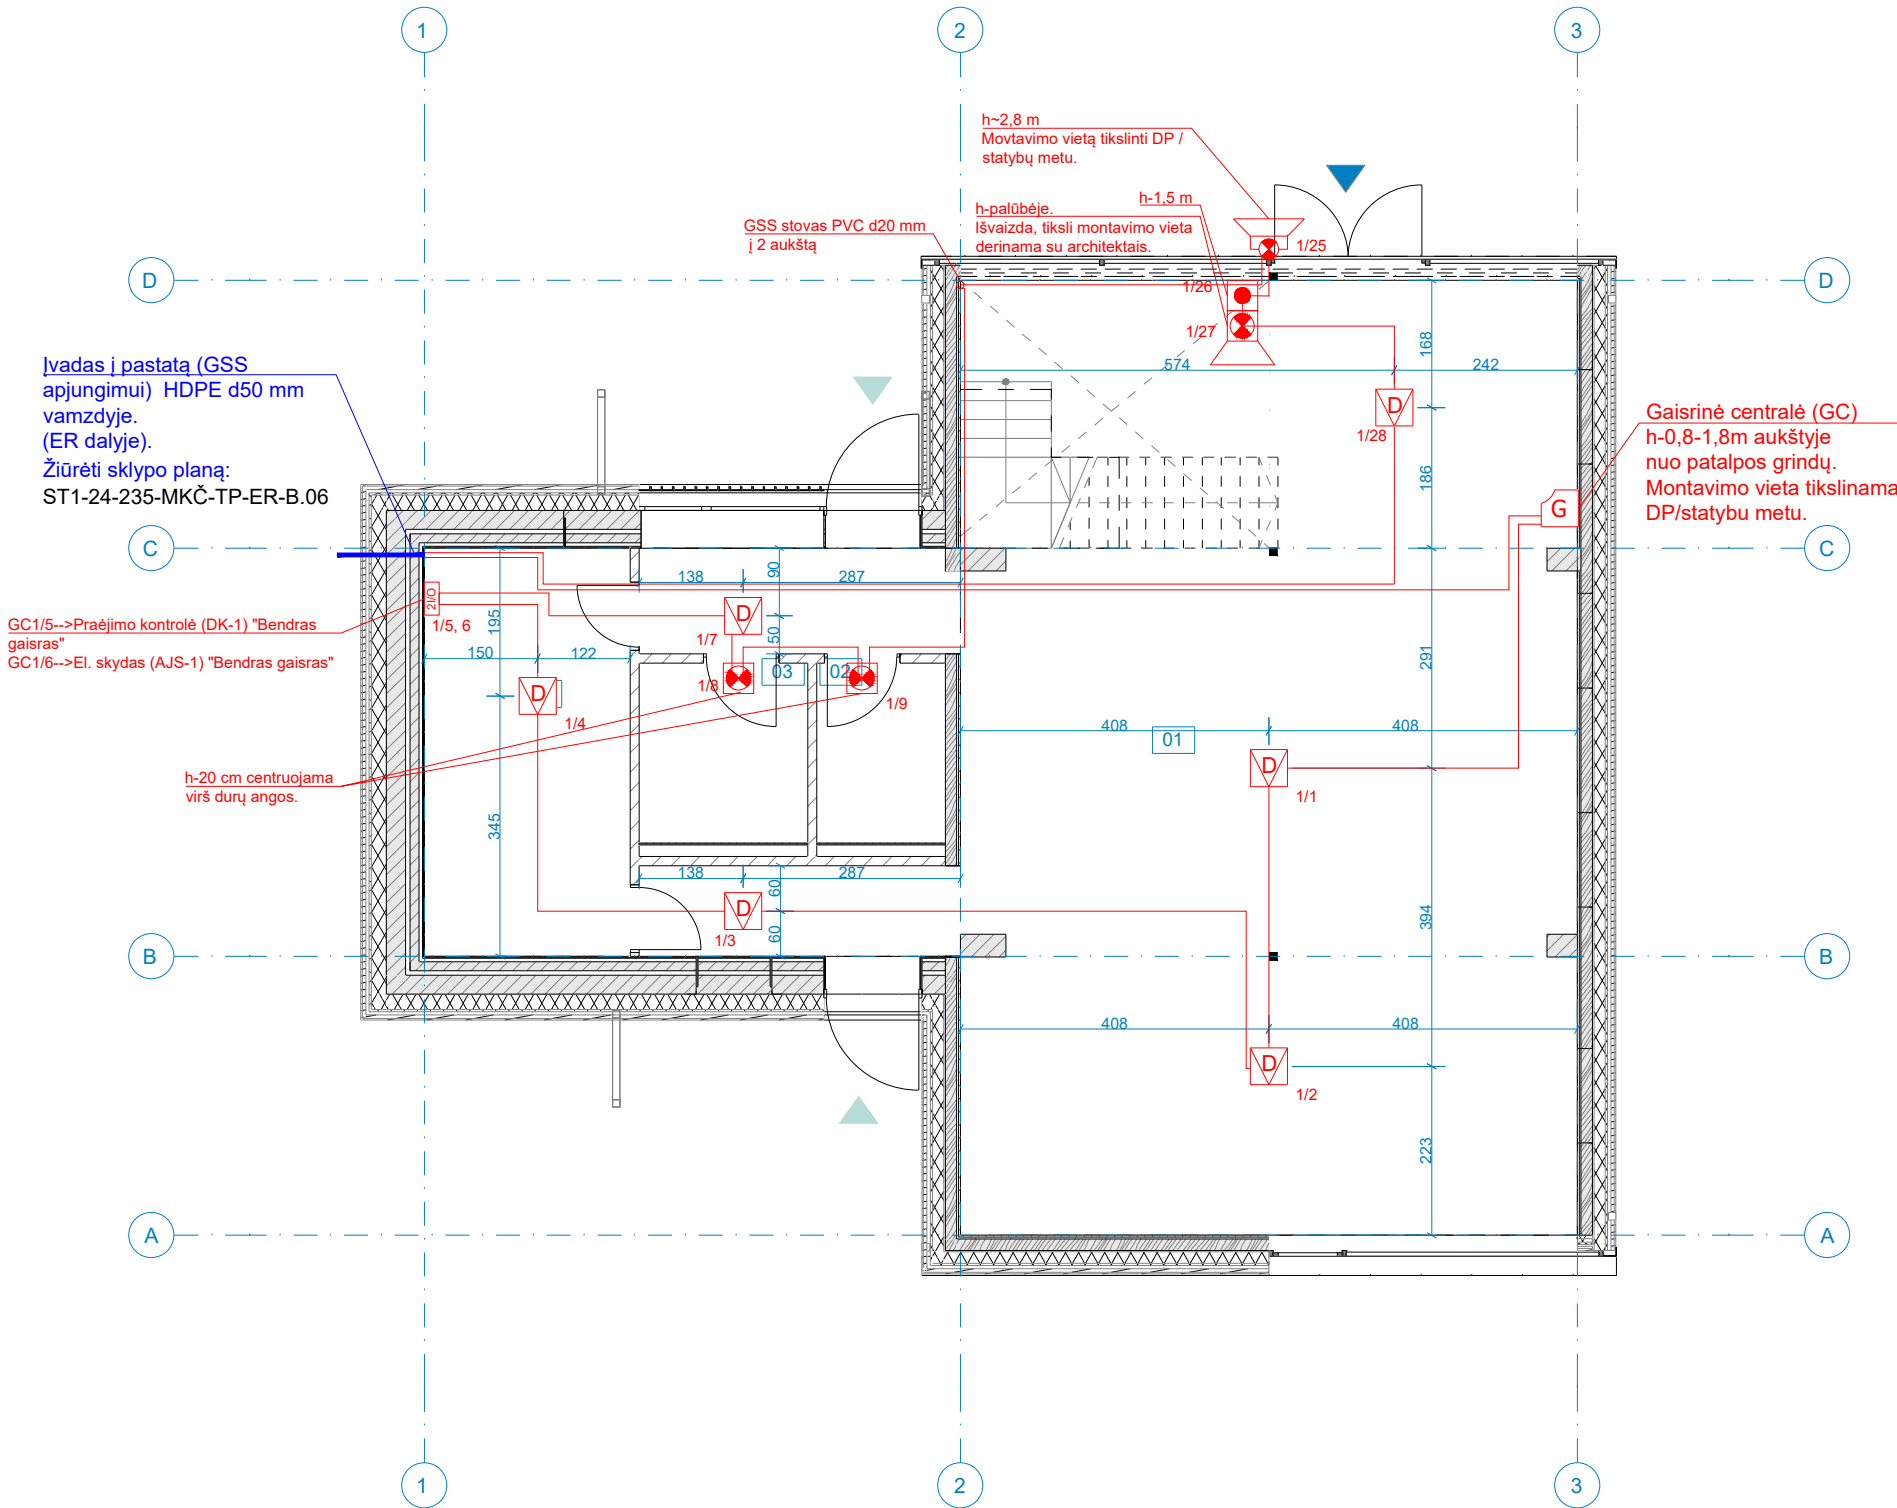 1
2
3
h~2,8 m
Movtavimo vietą tikslinti DP /
statybų metu.
h-1,5 m
h-palūbėje.
Išvaizda, tiksli montavimo vieta
derinama su architektais.
GSS stovas PVC d20 mm
į 2 aukštą
1/25
D
D
1/26
1/27
168
574
242
Įvadas į pastatą (GSS
apjungimui) HDPE d50 mm
vamzdyje.
(ER dalyje).
Žiūrėti sklypo planą:
ST1-24-235-MKČ-TP-ER-B.06
D
1/28
186
Gaisrinė centralė (GC)
h-0,8-1,8m aukštyje
nuo patalpos grindų.
Montavimo vieta tikslinama
DP/statybu metu.
G
C
C
138
90
287
2I/O
195
D
1/5, 6
GC1/5-->Praėjimo kontrolė (DK-1) "Bendras
gaisras"
GC1/6-->El. skydas (AJS-1) "Bendras gaisras"
1/7
50
150
122
291
03
02
1/8
1/9
D
1/4
408
408
01
h-20 cm centruojama
virš durų angos.
D
1/1
345
138
287
60
D
1/3
60
394
B
B
408
408
D
1/2
223
A
A
1
2
3